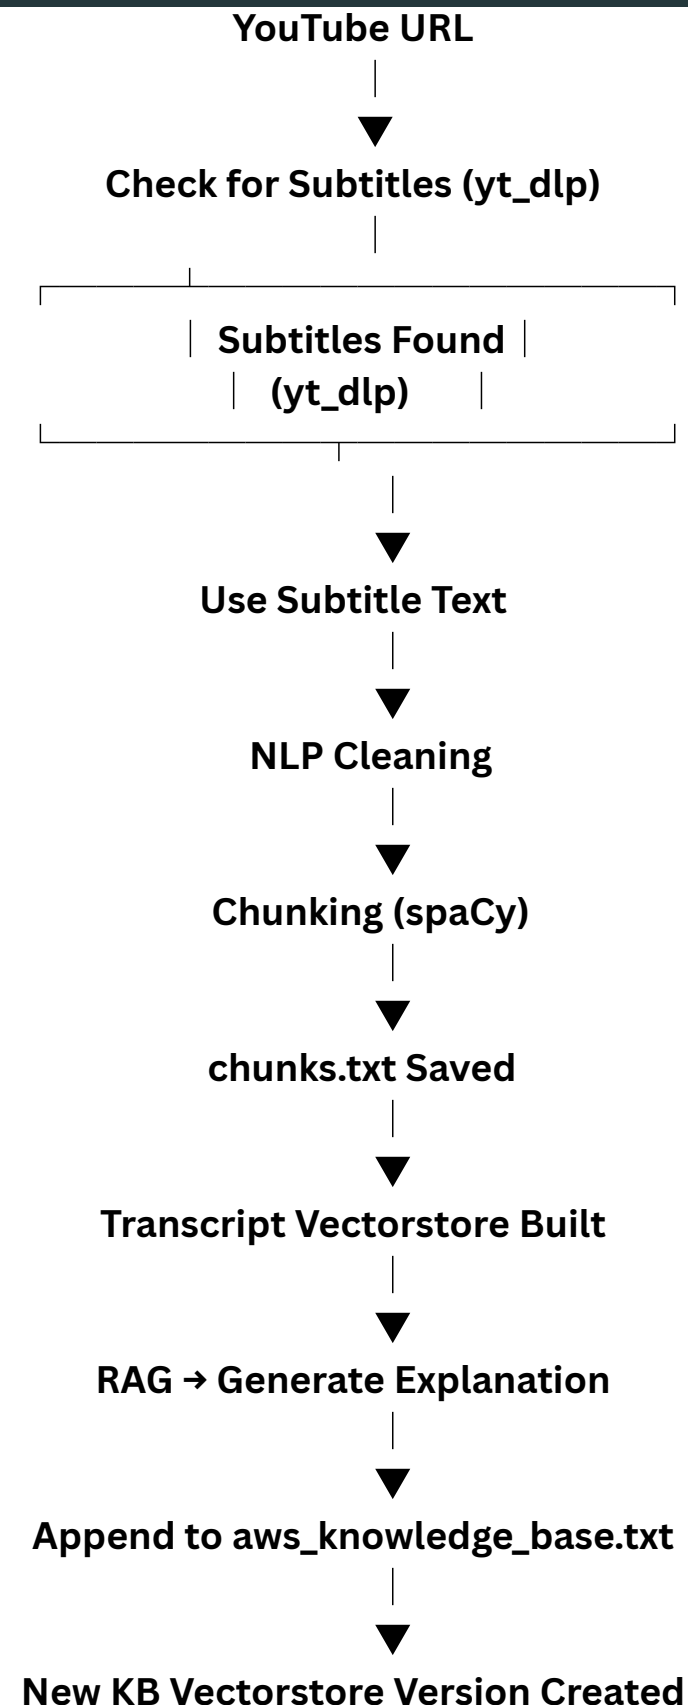 YouTube URL
Check for Subtitles (yt_dlp)
Subtitles Found
(yt_dlp)
Use Subtitle Text
NLP Cleaning
Chunking (spaCy)
chunks.txt Saved
Transcript Vectorstore Built
RAG → Generate Explanation
Append to aws_knowledge_base.txt
New KB Vectorstore Version Created